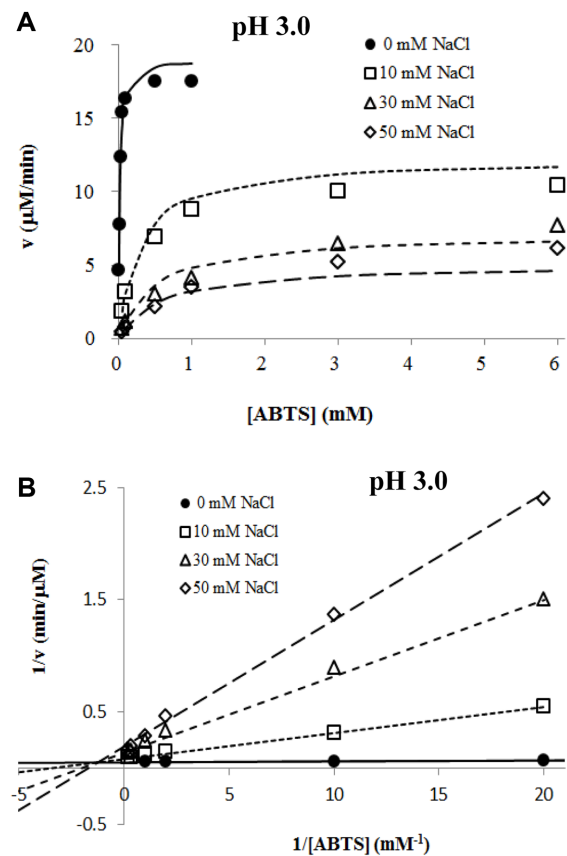 A
pH 3.0
20
15
10
5
0
v (µM/min)
0 mM NaCl
10 mM NaCl
30 mM NaCl
50 mM NaCl
0 1 2 3 4 5 6
[ABTS] (mM)
B
pH 3.0
2.5
1.5
0.5
-0.5
1/v (min/µM)
0 mM NaCl
10 mM NaCl
30 mM NaCl
50 mM NaCl
-5 0 5 10 15 20
1/[ABTS] (mM⁻¹)